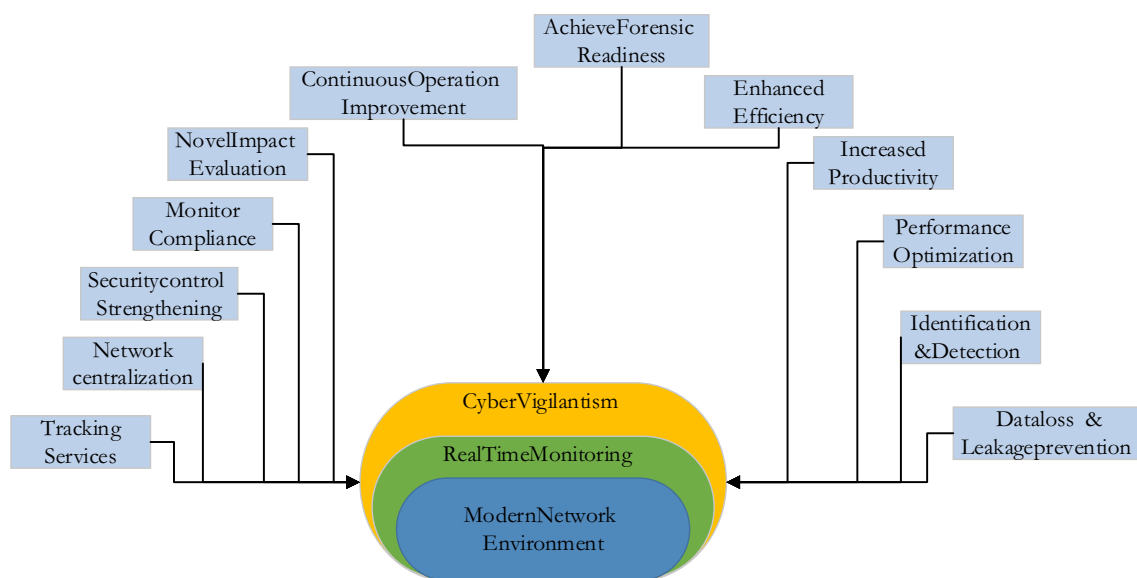 AchieveForensic
Readiness
ContinuousOperation
Improvement
Enhanced
Efficiency
NovelImpact
Evaluation
Increased
Productivity
Monitor
Compliance
Performance
Optimization
Securitycontrol
Strengthening
Identification
&Detection
Network
centralization
Tracking
Services
Dataloss &
Leakageprevention
CyberVigilantism
RealTimeMonitoring
ModernNetwork
Environment